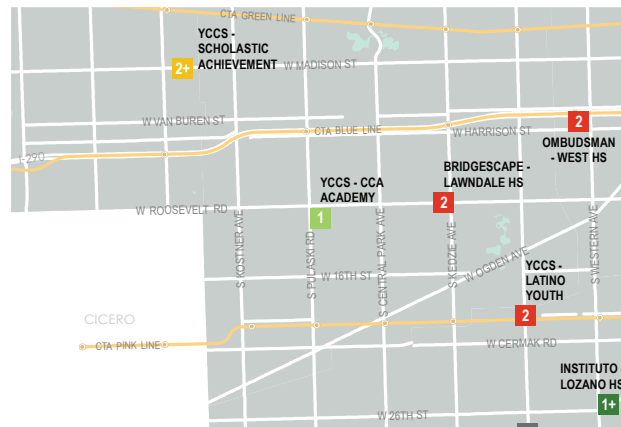 CTA GREEN LINE
YCCS -
SCHOLASTIC
ACHIEVEMENT
2+
W MADISON ST
W VAN BUREN ST
CTA BLUE LINE
W HARRISON ST
2
I-290
OMBUDSMAN
- WEST HS
BRIDGESCAPE -
LAWNDALE HS
YCCS - CCA
ACADEMY
2
W ROOSEVELT RD
1
S KOSTNER AVE
S PULASKI RD
S CENTRAL PARK AVE
S KEDZIE AVE
S WESTERN AVE
W OGDEN AVE
YCCS -
LATINO
YOUTH
W 16TH ST
2
CICERO
CTA PINK LINE
W CERMAK RD
INSTITUTO -
LOZANO HS
1+
W 26TH ST